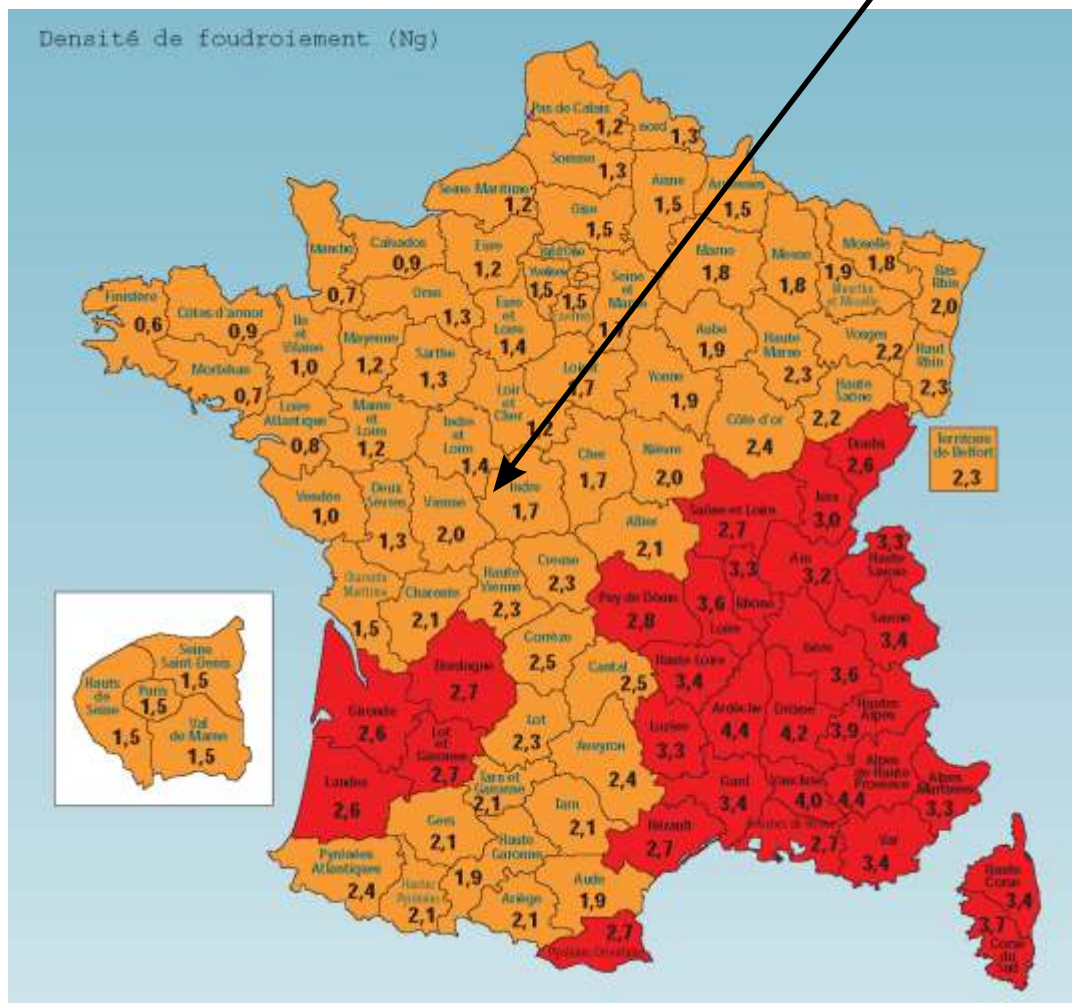 Densité de foudroiement (Ng)
Pas de Calais
1,2
nord
1,3
Somme
1,3
Seine Maritime
1,2
Aisne
1,5
Ardennes
1,5
Oise
1,5
Manche
0,7
Calvados
0,9
Eure
1,2
Yvelines
1,5
1,5
Seine
et
Marne
Marne
1,8
Meuse
1,8
Moselle
1,8
1,9
Meurthe
et Moselle
Bas
Rhin
2,0
Finistère
0,6
Côtes d'armor
0,9
Ile
et
Vilaine
1,0
Orne
1,3
Mayenne
1,2
Sarthe
1,3
Eure
et
Loire
1,4
Aube
1,9
Haute
Marne
2,3
Vosges
2,2
Haut
Rhin
2,3
Morbihan
0,7
Loire
Atlantique
0,8
Maine
et
Loire
1,2
Indre
et
Loire
1,4
Loir
et
Cher
Yonne
1,9
Côte d'or
2,4
Haute
Saône
2,2
Territoire
de Belfort
2,3
Doubs
2,6
Vendée
1,0
Deux
Sèvres
1,3
Vienne
2,0
Indre
1,7
Cher
1,7
Nièvre
2,0
Saône et Loire
2,7
Jura
3,0
Allier
2,1
Creuse
2,3
Haute
Vienne
2,3
Charente
Maritime
1,5
Charente
2,1
Puy de Dôme
2,8
3,6
Loire
3,3
Rhône
Ain
3,2
3,3
Haute
Savoie
Savoie
3,4
Corrèze
2,5
Dordogne
2,7
Gironde
2,6
Cantal
2,5
Haute Loire
3,4
Isère
3,6
Seine
Saint-Denis
1,5
Hauts
de
Seine
1,5
Paris
1,5
Val
de Marne
1,5
Lot
et
Garonne
2,7
Lot
2,3
Aveyron
2,4
Lozère
3,3
Ardèche
4,4
Drôme
4,2
Hautes
Alpes
3,9
Landes
2,6
Tarn et
Garonne
2,1
Tarn
2,1
Gard
3,4
Vaucluse
4,0
Alpes
de Haute
Provence
4,4
Alpes
Maritimes
3,3
Gers
2,1
Haute
Garonne
1,9
Hérault
2,7
2,7
Var
3,4
Pyrénées
Atlantiques
2,4
Hautes
Pyrénées
2,1
Ariège
2,1
Aude
1,9
2,7
Pyrénées Orientales
Haute
Corse
3,4
3,7
Corse
du
Sud